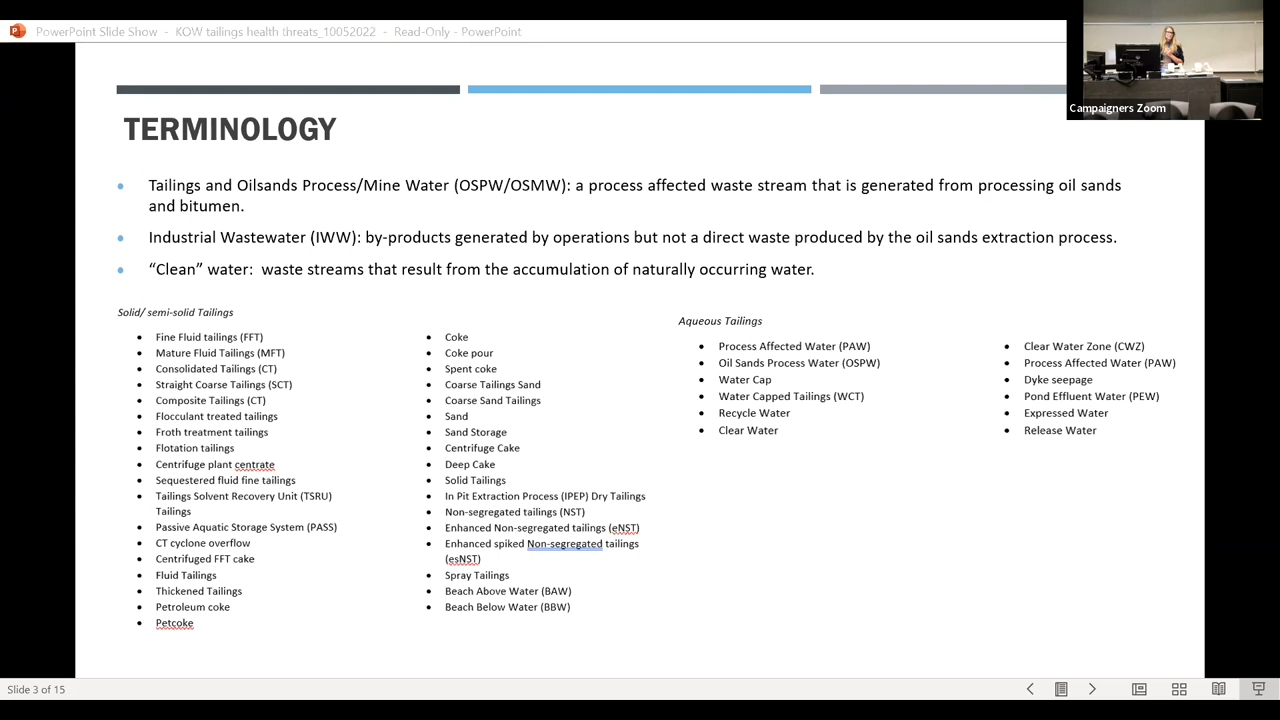 PowerPoint Slide Show - KOW tailings health threats_10052022 - Read-Only - PowerPoint
Campaigners Zoom
TERMINOLOGY
Tailings and Oilsands Process/Mine Water (OSPW/OSMW): a process affected waste stream that is generated from processing oil sands
and bitumen.
Industrial Wastewater (IWW): by-products generated by operations but not a direct waste produced by the oil sands extraction process.
“Clean” water: waste streams that result from the accumulation of naturally occurring water.
Solid/ semi-solid Tailings
Fine Fluid tailings (FFT)
Mature Fluid Tailings (MFT)
Consolidated Tailings (CT)
Straight Coarse Tailings (SCT)
Composite Tailings (CT)
Flocculant treated tailings
Froth treatment tailings
Flotation tailings
Centrifuge plant centrate
Sequestered fluid fine tailings
Tailings Solvent Recovery Unit (TSRU)
Tailings
Passive Aquatic Storage System (PASS)
CT cyclone overflow
Centrifuged FFT cake
Fluid Tailings
Thickened Tailings
Petroleum coke
Petcoke
Coke
Coke pour
Spent coke
Coarse Tailings Sand
Coarse Sand Tailings
Sand
Sand Storage
Centrifuge Cake
Deep Cake
Solid Tailings
In Pit Extraction Process (IPEP) Dry Tailings
Non-segregated tailings (NST)
Enhanced Non-segregated tailings (eNST)
Enhanced spiked Non-segregated tailings
(esNST)
Spray Tailings
Beach Above Water (BAW)
Beach Below Water (BBW)
Aqueous Tailings
Process Affected Water (PAW)
Oil Sands Process Water (OSPW)
Water Cap
Water Capped Tailings (WCT)
Recycle Water
Clear Water
Clear Water Zone (CWZ)
Process Affected Water (PAW)
Dyke seepage
Pond Effluent Water (PEW)
Expressed Water
Release Water
Slide 3 of 15